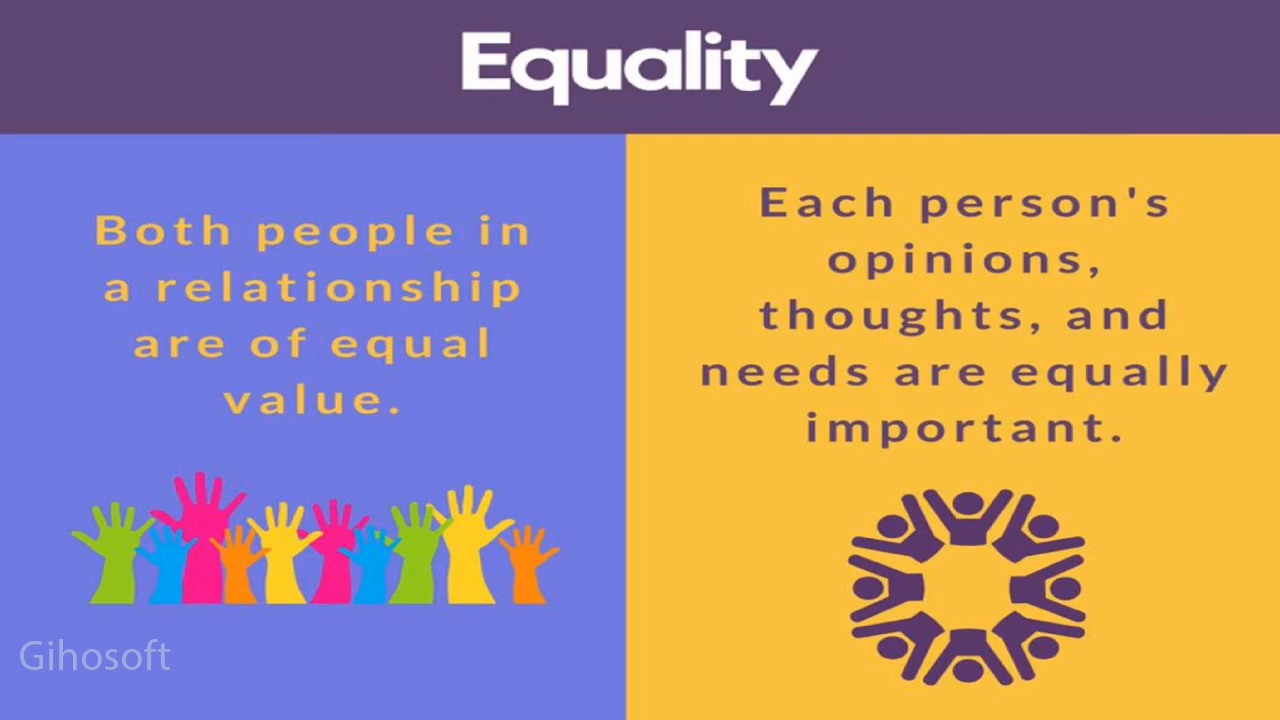 Equality
Both people in
a relationship
are of equal
value.
Each person's
opinions,
thoughts, and
needs are equally
important.
Gihosoft